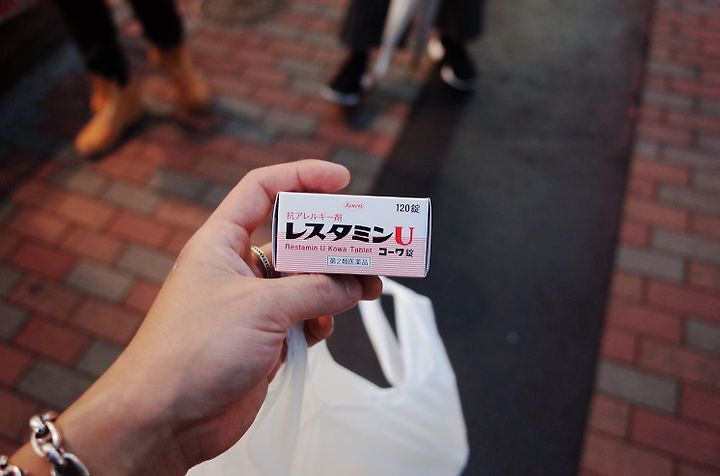 Kowa
120錠
抗アレルギー剤
レスタミンU
Restamin U Kowa Tablet コーワ錠
第2類医薬品